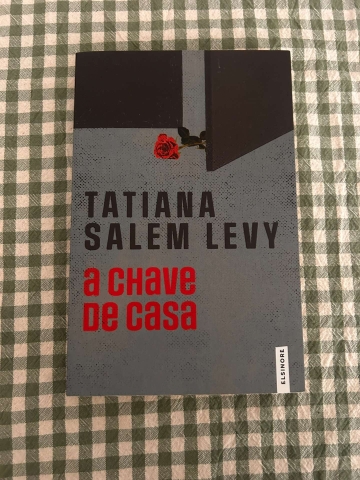 TATIANA
SALEM LEVY
a CHave
De Casa
ELSINORE